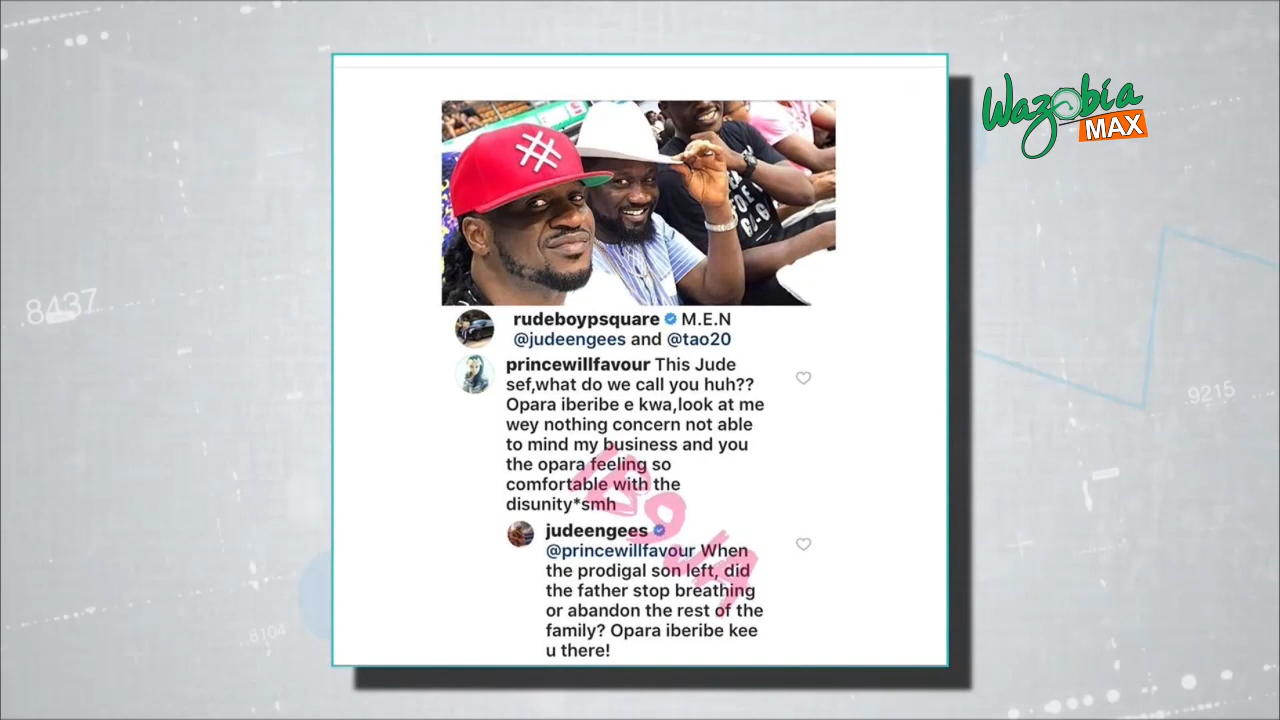 Wazobia
MAX
#
8437
9215
8104
rudeboypsquare M.E.N
@judeengees and @tao20
princewillfavour This Jude
sef,what do we call you huh??
Opara iberibe e kwa,look at me
wey nothing concern not able
to mind my business and you
the opara feeling so
comfortable with the
disunity*smh
judeengees
@princewillfavour When
the prodigal son left, did
the father stop breathing
or abandon the rest of the
family? Opara iberibe kee
u there!